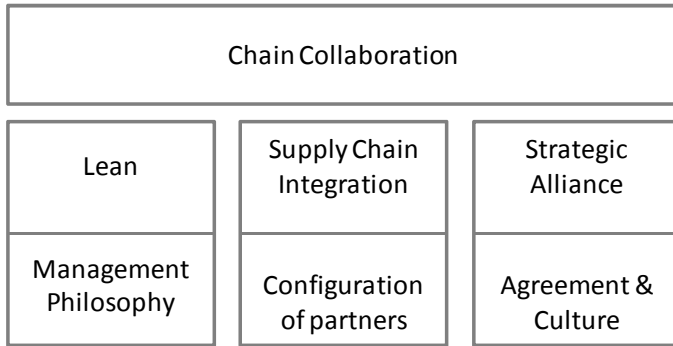 Chain Collaboration
Lean
Supply Chain
Integration
Strategic
Alliance
Management
Philosophy
Configuration
of partners
Agreement &
Culture